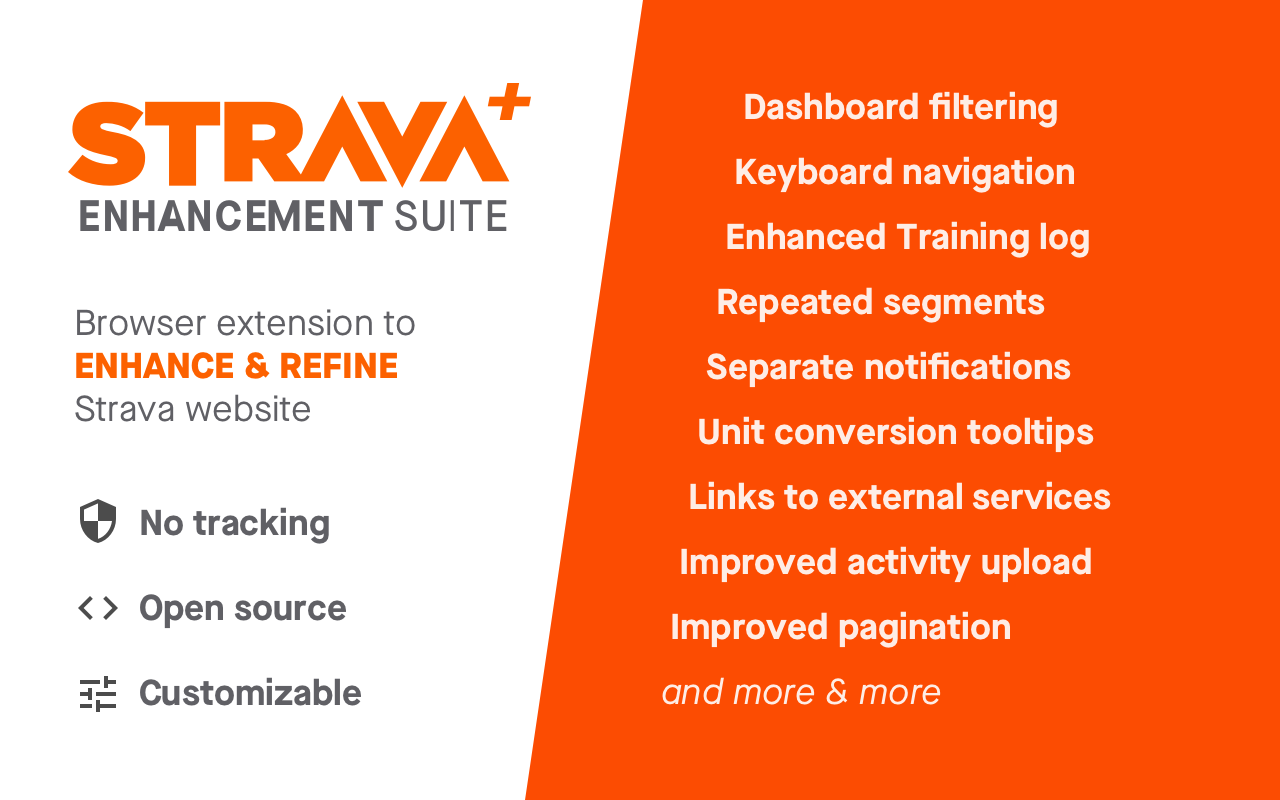 STRAVA+
ENHANCEMENT SUITE
Browser extension to
ENHANCE & REFINE
Strava website
No tracking
Open source
Customizable
Dashboard filtering
Keyboard navigation
Enhanced Training log
Repeated segments
Separate notifications
Unit conversion tooltips
Links to external services
Improved activity upload
Improved pagination
and more & more